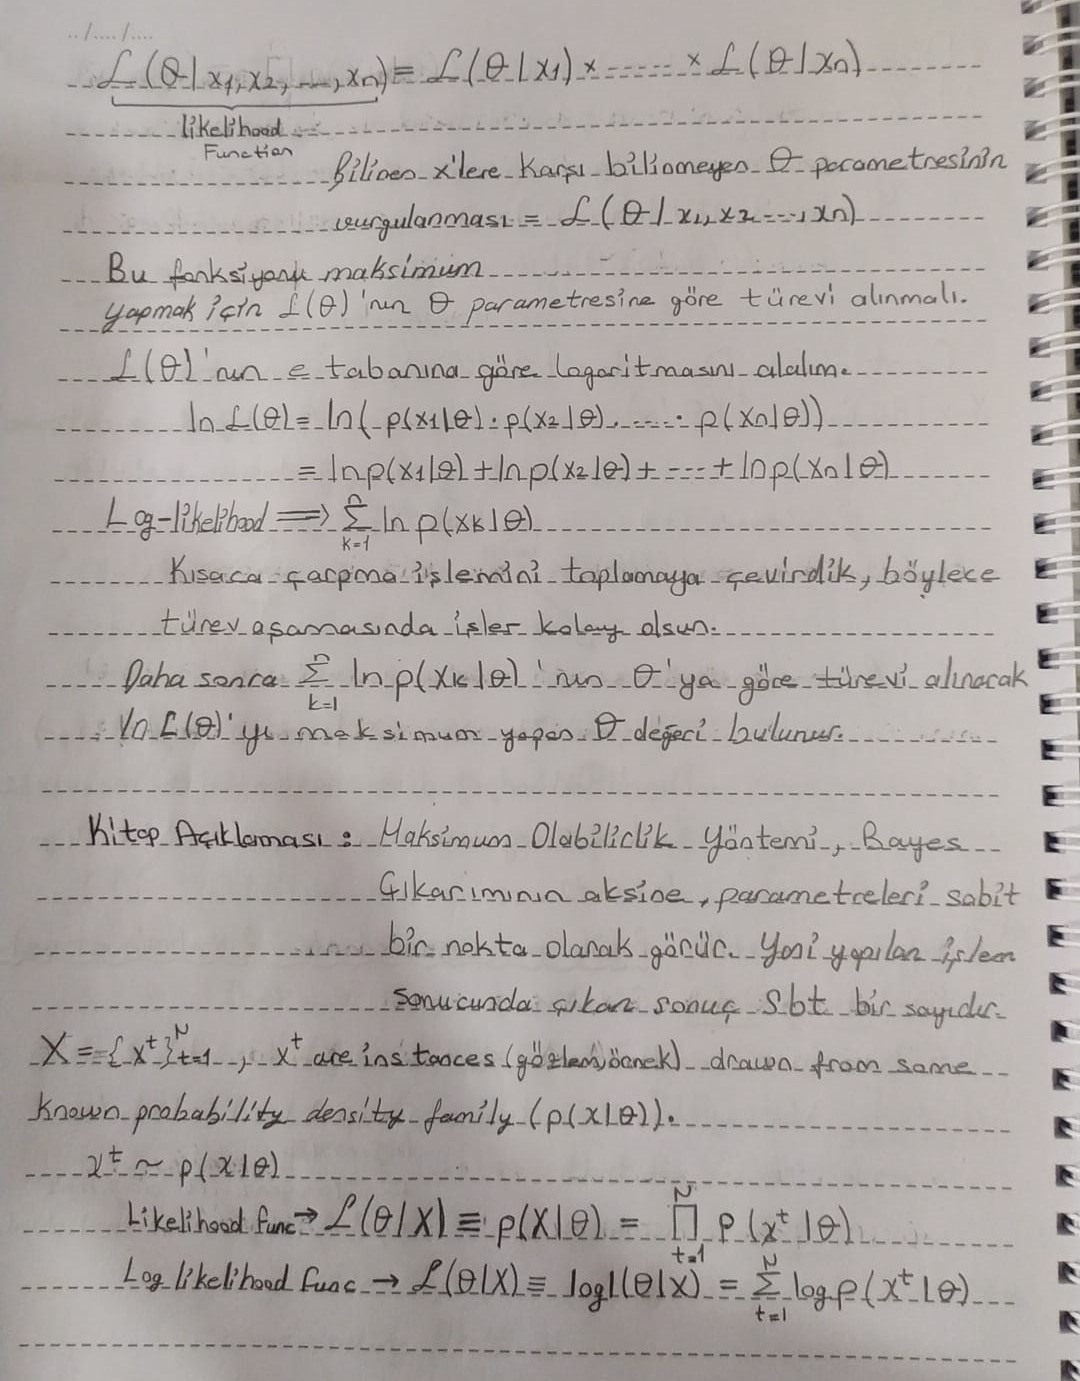 ../..../....
ℒ(θ|x1,x2,...,xn) = ℒ(θ|x1) × ...... × ℒ(θ|xn)
likelihood
Function
Bilinen x'lere karşı bilinmeyen θ parametresinin
vurgulanması = ℒ(θ|x1,x2...,xn)
Bu fonksiyonu maksimum
yapmak için ℒ(θ)'nın θ parametresine göre türevi alınmalı.
ℒ(θ)'nın e tabanına göre logaritmasını alalım.
ln ℒ(θ) = ln( p(x1|θ) . p(x2|θ) ..... . p(xn|θ))
= ln p(x1|θ) + ln p(x2|θ) + .... + ln p(xn|θ)
Log-likelihood ⟹ Σ_{k=1}^{n} ln p(xk|θ)
Kısaca çarpma işlemini toplamaya çevirdik, böylece
türev aşamasında işler kolay olsun.
Daha sonra Σ_{k=1}^{n} ln p(xk|θ)'nın θ'ya göre türevi alınacak
ln ℒ(θ)'yı maksimum yapan θ değeri bulunur.
Kitap Açıklaması : Maksimum Olabilirlik Yöntemi, Bayes
Çıkarımının aksine, parametreleri sabit
bir nokta olarak görür. Yani yapılan işlem
sonucunda çıkan sonuç sbt bir sayıdır.
X = {x^t}_{t=1}^{N} , x^t are instances (gözlem, örnek) drawn from same
known probability density family (p(x|θ)).
x^t ~ p(x|θ)
Likelihood func → ℒ(θ|X) ≡ p(X|θ) = ∏_{t=1}^{N} p(x^t|θ)
Log likelihood func → ℒ(θ|X) ≡ log l(θ|X) = Σ_{t=1}^{N} log p(x^t|θ)